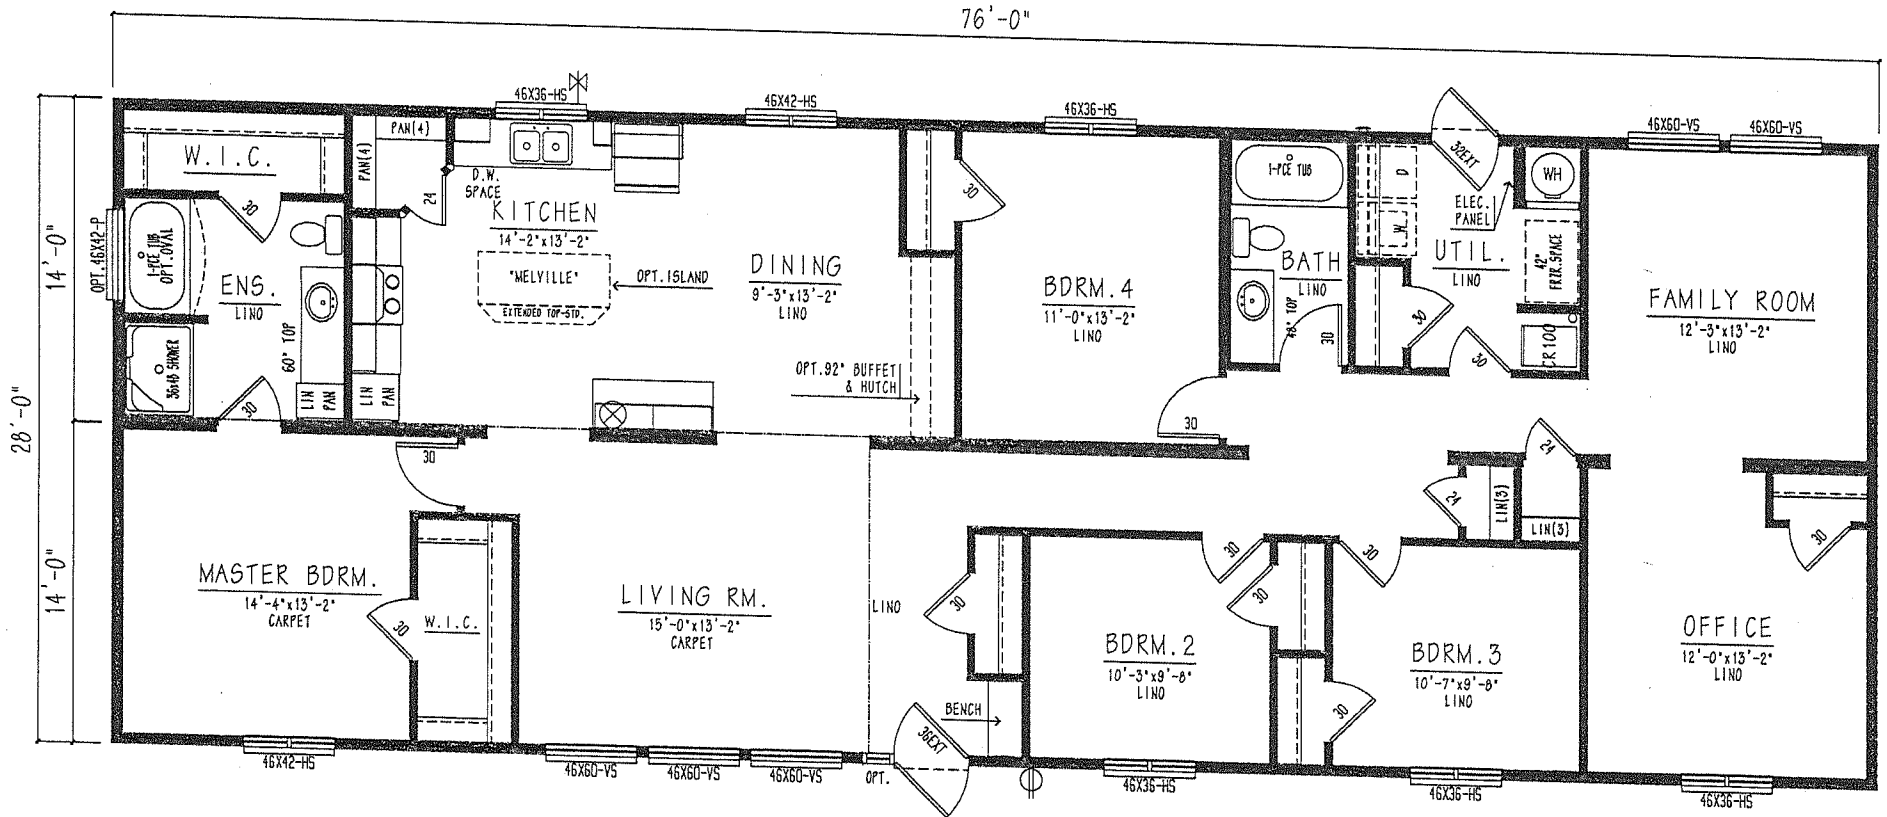 76'-0"
46X36-HS
46X42-HS
46X36-HS
46X60-VS
46X60-VS
28'-0"
14'-0"
14'-0"
OPT.46X42-P
W.I.C.
30
1-PCE TUB
OPT.OVAL
ENS.
LINO
60" TOP
36x48 SHOWER
30
LIN
PAN
LIN
PAN
PAN(4)
PAN(4)
24
D.W.
SPACE
KITCHEN
14'-2"x13'-2"
"MELVILLE"
EXTENDED TOP-STD.
OPT.ISLAND
DINING
9'-3"x13'-2"
LINO
OPT.92" BUFFET
& HUTCH
30
BDRM.4
11'-0"x13'-2"
LINO
30
1-PCE TUB
BATH
LINO
48" TOP
30
D
W
32EXT
ELEC.
PANEL
WH
UTIL.
LINO
42"
FRZR.SPACE
30
30
CR100
FAMILY ROOM
12'-3"x13'-2"
LINO
30
MASTER BDRM.
14'-4"x13'-2"
CARPET
30
W.I.C.
LIVING RM.
15'-0"x13'-2"
CARPET
LINO
30
BENCH
36EXT
BDRM.2
10'-3"x9'-8"
LINO
30
30
30
BDRM.3
10'-7"x9'-8"
LINO
30
24
LIN(3)
24
LIN(3)
30
OFFICE
12'-0"x13'-2"
LINO
46X42-HS
46X60-VS
46X60-VS
46X60-VS
OPT.
46X36-HS
46X36-HS
46X36-HS